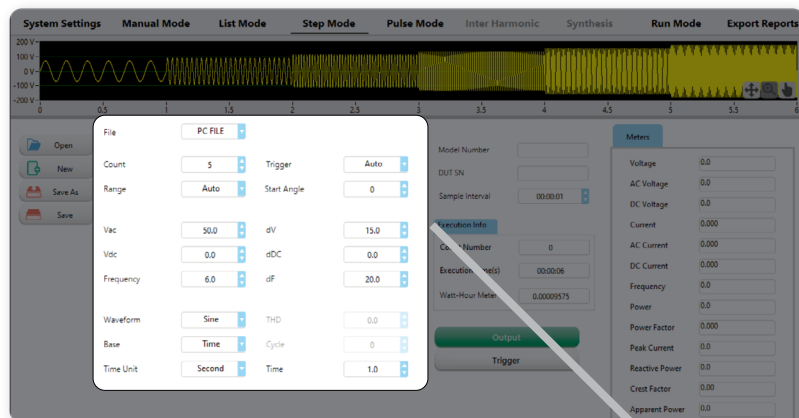 System Settings Manual Mode List Mode Step Mode Pulse Mode Inter Harmonic Synthesis Run Mode Export Reports
200 V
100 V
0 V
-100 V
-200 V
0 0.5 1 1.5 2 2.5 3 3.5 4 4.5 5 5.5 6
Open
New
Save As
Save
File PC FILE
Count 5 Trigger Auto
Range Auto Start Angle 0
Vac 50.0 dV 15.0
Vdc 0.0 dDC 0.0
Frequency 6.0 dF 20.0
Waveform Sine THD 0.0
Base Time Cycle 0
Time Unit Second Time 1.0
Model Number
DUT SN
Sample Interval 00:00:01
Execution Info
Number 0
Execution 00:00:06
Watt-Hour Meter 0.00009575
Output
Trigger
Meters
Voltage 0.0
AC Voltage 0.0
DC Voltage 0.0
Current 0.000
AC Current 0.000
DC Current 0.000
Frequency 0.0
Power 0.0
Power Factor 0.000
Peak Current 0.0
Reactive Power 0.0
Crest Factor 0.00
Apparent Power 0.0